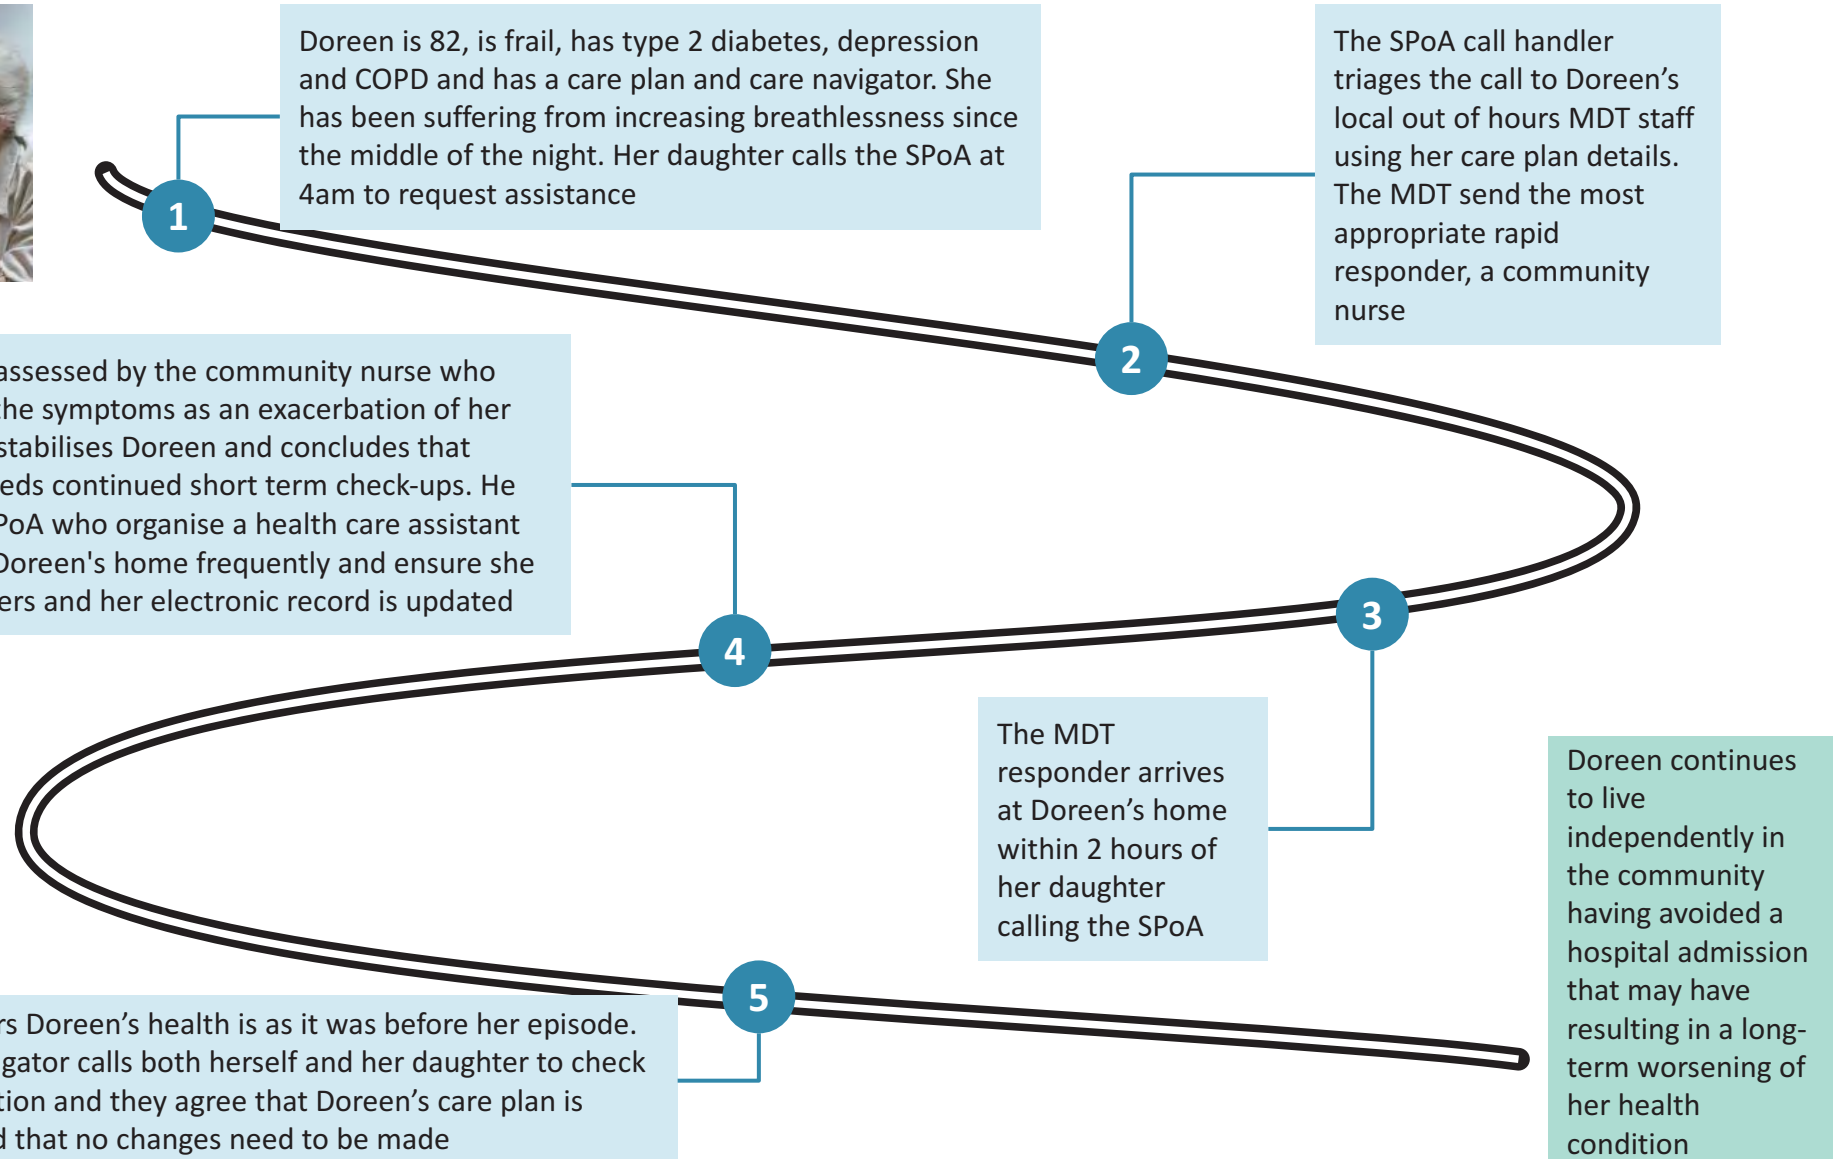 Doreen is 82, is frail, has type 2 diabetes, depression
and COPD and has a care plan and care navigator. She
has been suffering from increasing breathlessness since
the middle of the night. Her daughter calls the SPoA at
4am to request assistance
1
The SPoA call handler
triages the call to Doreen’s
local out of hours MDT staff
using her care plan details.
The MDT send the most
appropriate rapid
responder, a community
nurse
2
The MDT
responder arrives
at Doreen’s home
within 2 hours of
her daughter
calling the SPoA
3
assessed by the community nurse who
the symptoms as an exacerbation of her
stabilises Doreen and concludes that
eds continued short term check-ups. He
PoA who organise a health care assistant
Doreen's home frequently and ensure she
ers and her electronic record is updated
4
rs Doreen’s health is as it was before her episode.
igator calls both herself and her daughter to check
tion and they agree that Doreen’s care plan is
d that no changes need to be made
5
Doreen continues
to live
independently in
the community
having avoided a
hospital admission
that may have
resulting in a long-
term worsening of
her health
condition